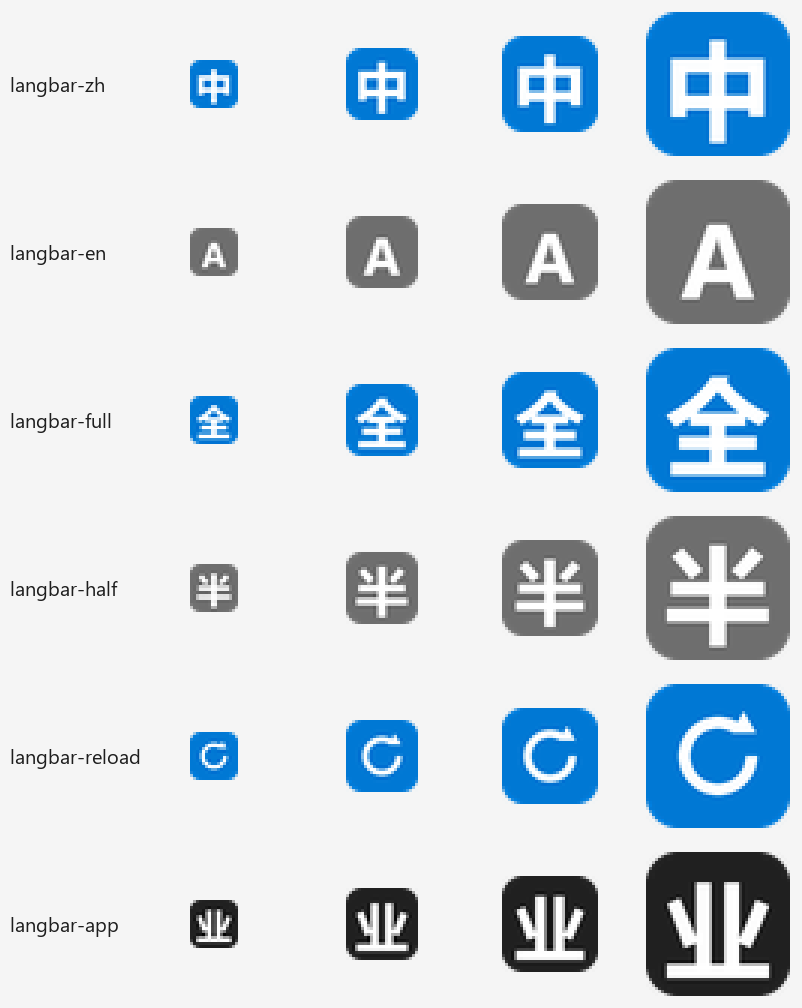 langbar-zh 中 中 中 中
langbar-en A A A A
langbar-full 全 全 全 全
langbar-half 半 半 半 半
langbar-reload
langbar-app 业 业 业 业